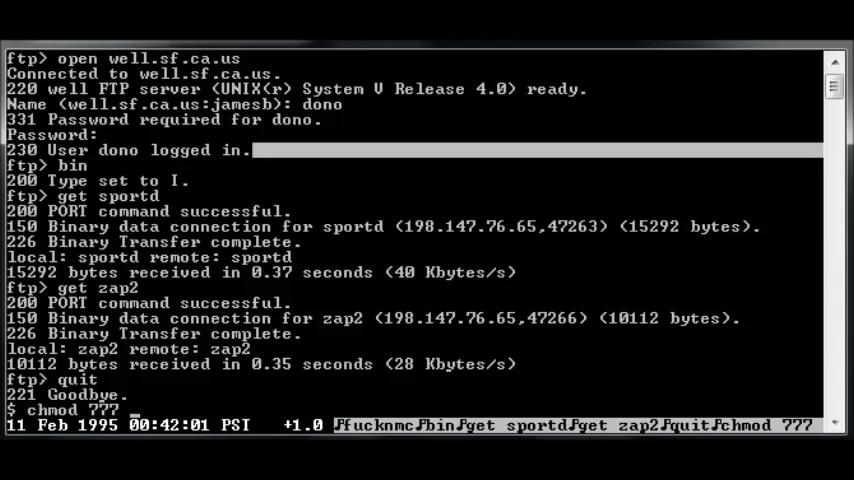 ftp> open well.sf.ca.us
Connected to well.sf.ca.us.
220 well FTP server (UNIX(r) System V Release 4.0) ready.
Name (well.sf.ca.us:jamesb): dono
331 Password required for dono.
Password:
230 User dono logged in.
ftp> bin
200 Type set to I.
ftp> get sportd
200 PORT command successful.
150 Binary data connection for sportd (198.147.76.65,47263) (15292 bytes).
226 Binary Transfer complete.
local: sportd remote: sportd
15292 bytes received in 0.37 seconds (40 Kbytes/s)
ftp> get zap2
200 PORT command successful.
150 Binary data connection for zap2 (198.147.76.65,47266) (10112 bytes).
226 Binary Transfer complete.
local: zap2 remote: zap2
10112 bytes received in 0.35 seconds (28 Kbytes/s)
ftp> quit
221 Goodbye.
$ chmod 777 _
11 Feb 1995 00:42:01 PSI +1.0 ♪fucknmc♪bin♪get sportd♪get zap2♪quit♪chmod 777